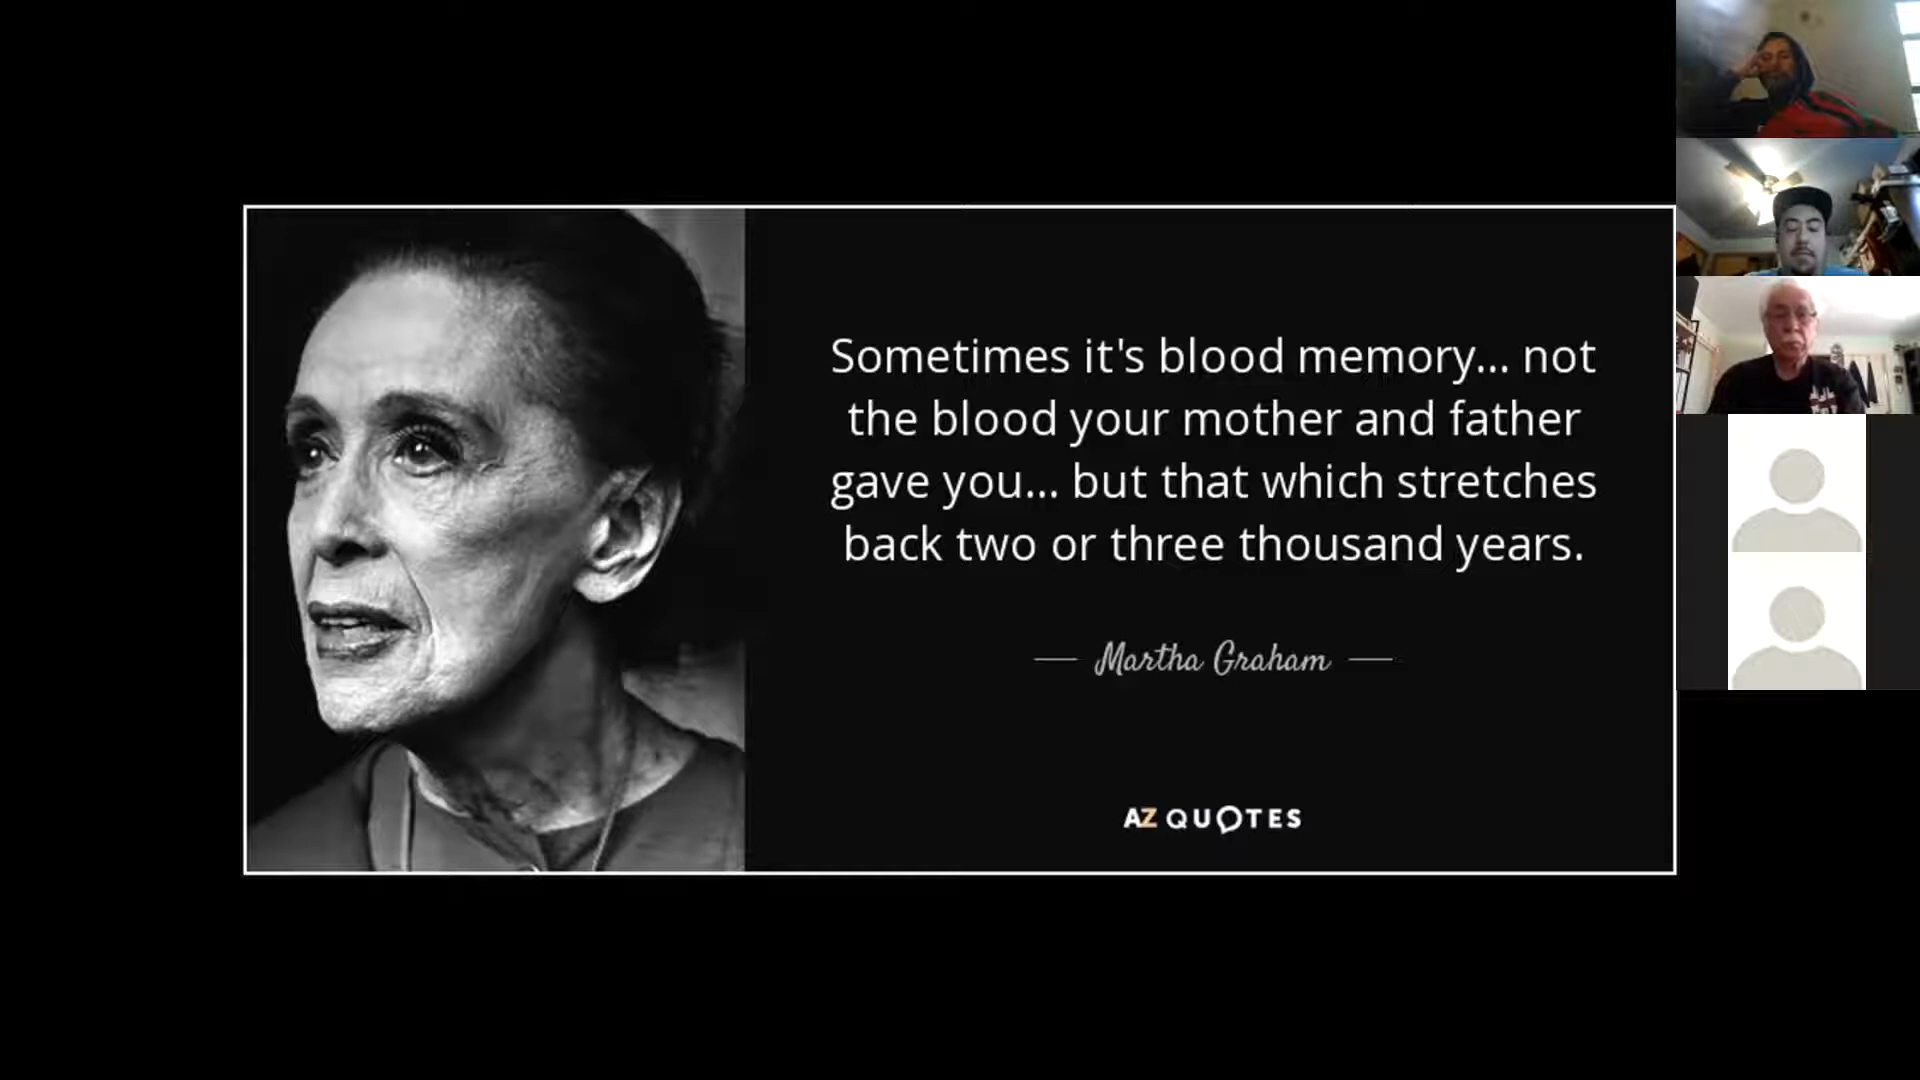 Sometimes it's blood memory... not
the blood your mother and father
gave you... but that which stretches
back two or three thousand years.
Martha Graham
AZ QUOTES